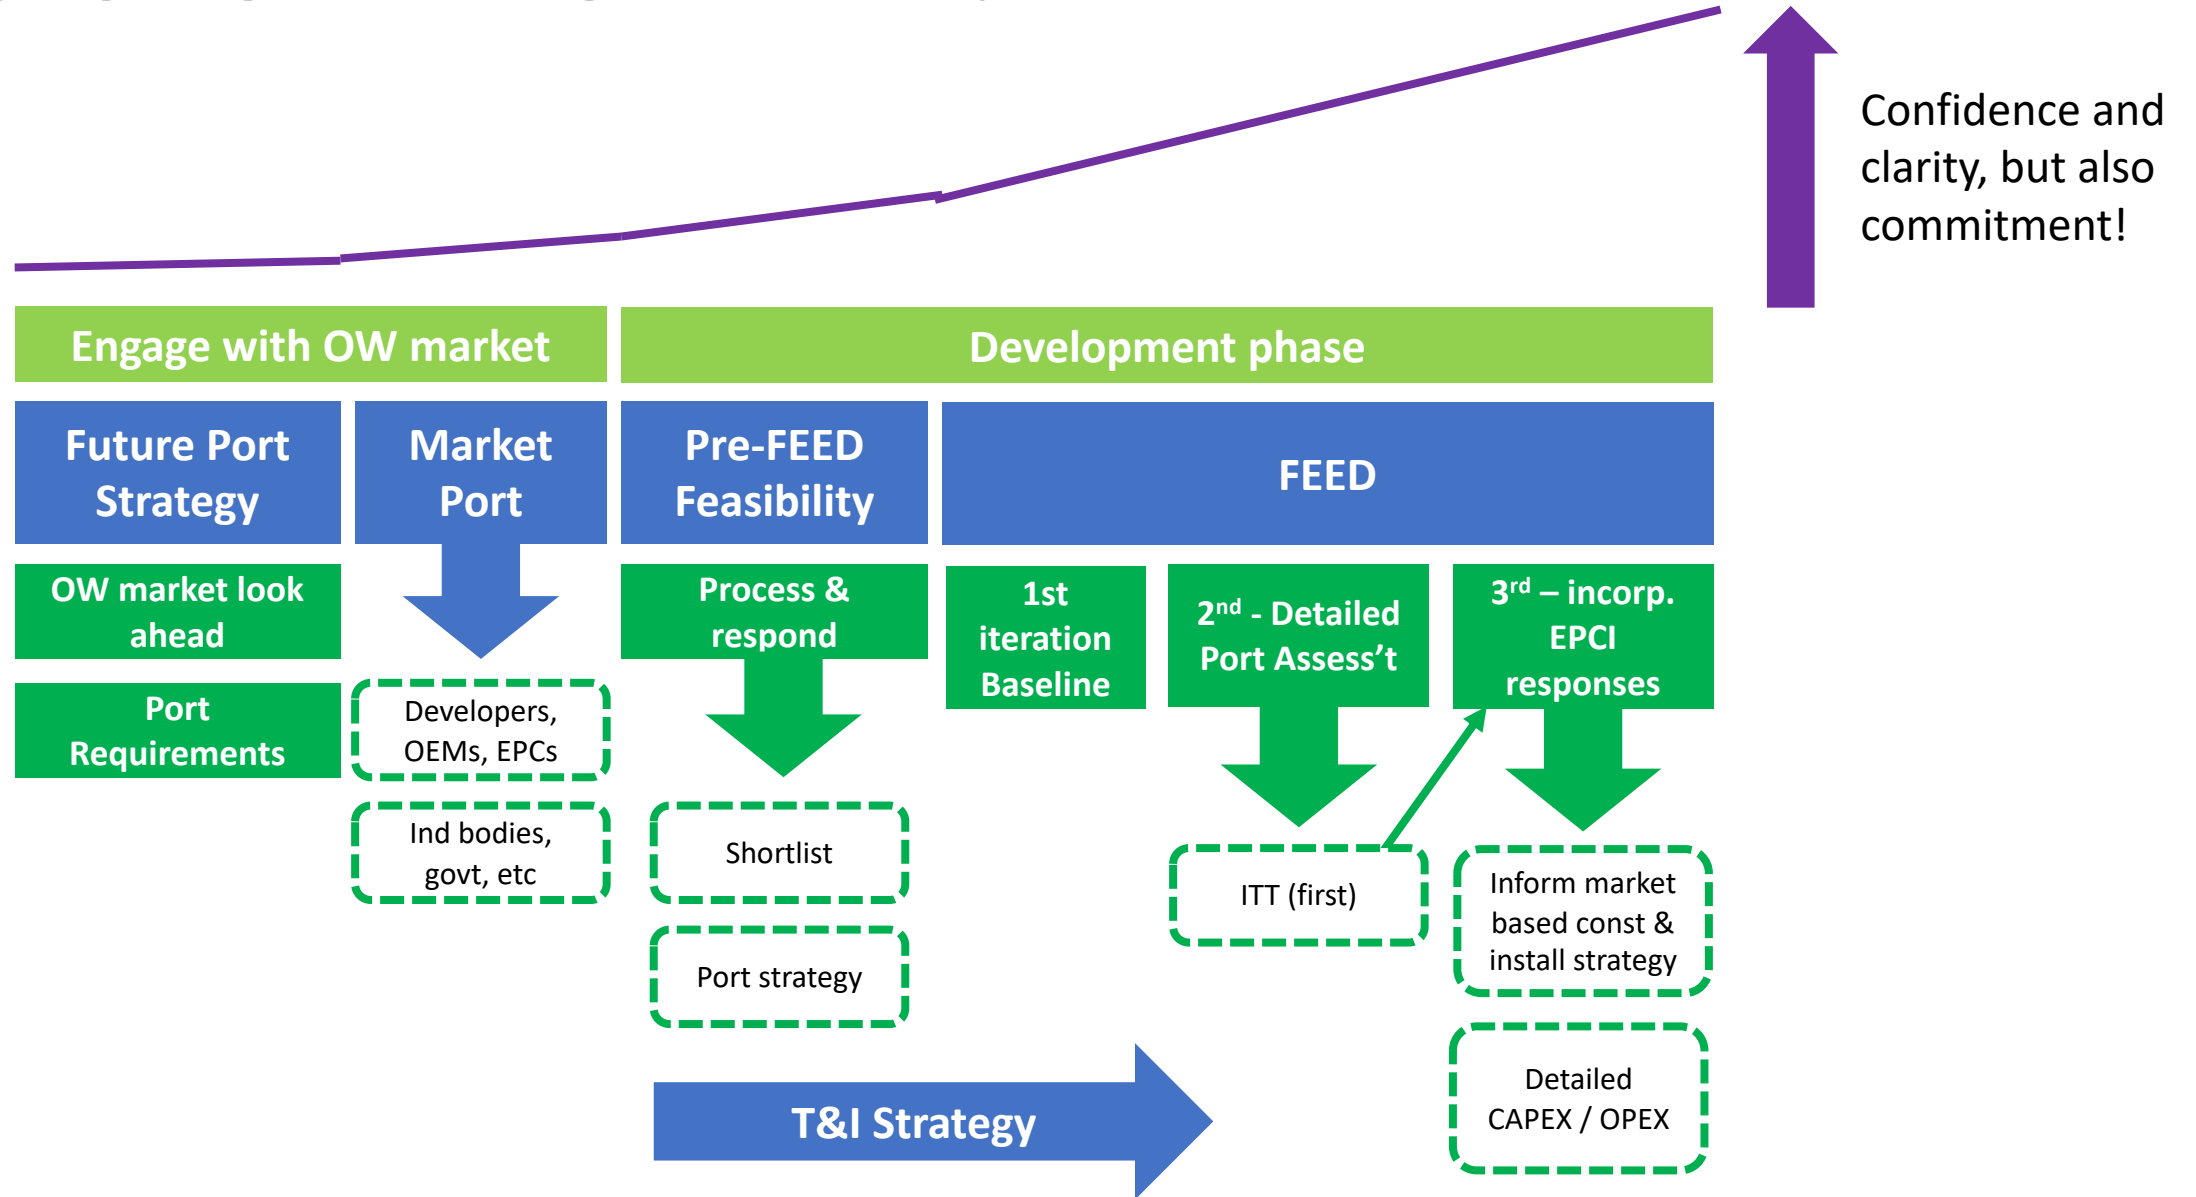 Confidence and
clarity, but also
commitment!
Engage with OW market
Development phase
Future Port
Strategy
Market
Port
Pre-FEED
Feasibility
FEED
OW market look
ahead
Port
Requirements
Developers,
OEMs, EPCs
Ind bodies,
govt, etc
Process &
respond
Shortlist
Port strategy
1st
iteration
Baseline
2nd - Detailed
Port Assess’t
ITT (first)
3rd – incorp.
EPCI
responses
Inform market
based const &
install strategy
Detailed
CAPEX / OPEX
T&I Strategy